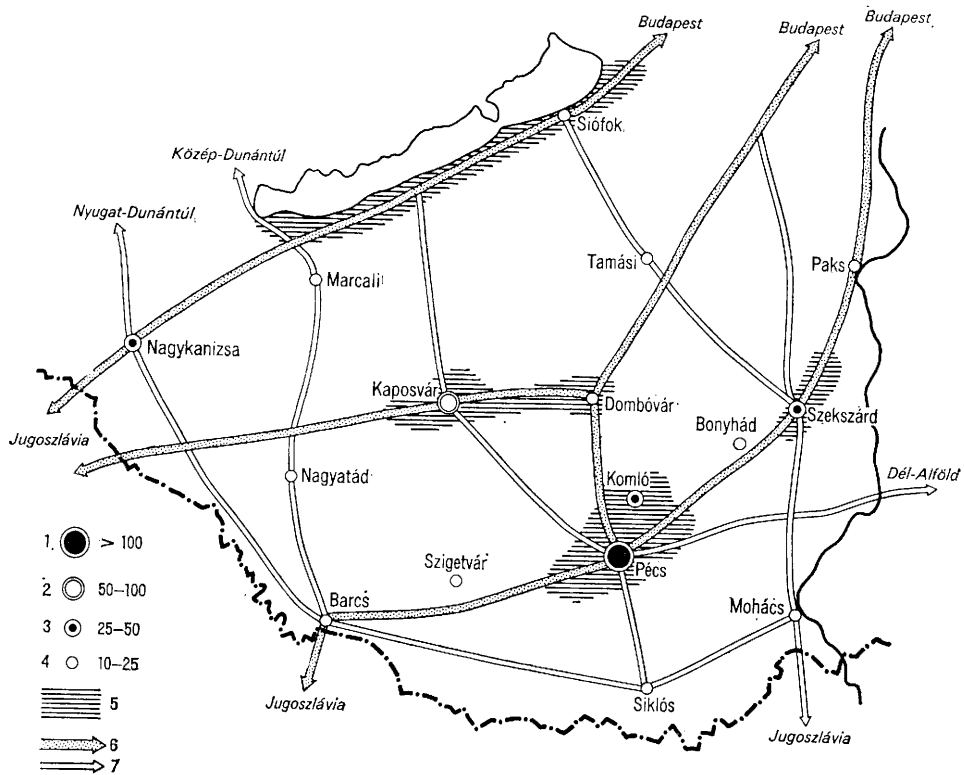 Budapest
Budapest
Budapest
Siófok
Közép-Dunántúl
Nyugat-Dunántúl
Tamási
Paks
Marcali
Nagykanizsa
Kaposvár
Dombóvár
Szekszárd
Bonyhád
Jugoszlávia
Nagyatád
Komló
Dél-Alföld
1 > 100
Szigetvár
Pécs
2 50–100
Barcs
Mohács
3 25–50
4 10–25
5
Jugoszlávia
Siklós
Jugoszlávia
6
7